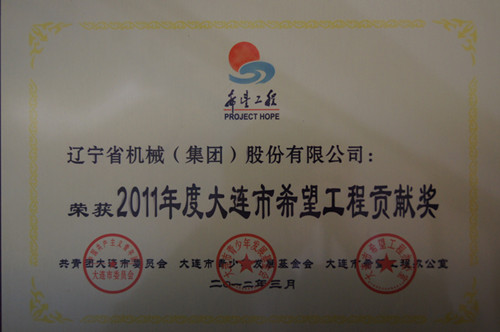 希望工程
PROJECT HOPE
辽宁省机械（集团）股份有限公司：
荣获 2011年度大连市希望工程贡献奖
共青团大连市委员会 大连市青少年发展基金会 大连市希望工程办公室
二〇一二年三月